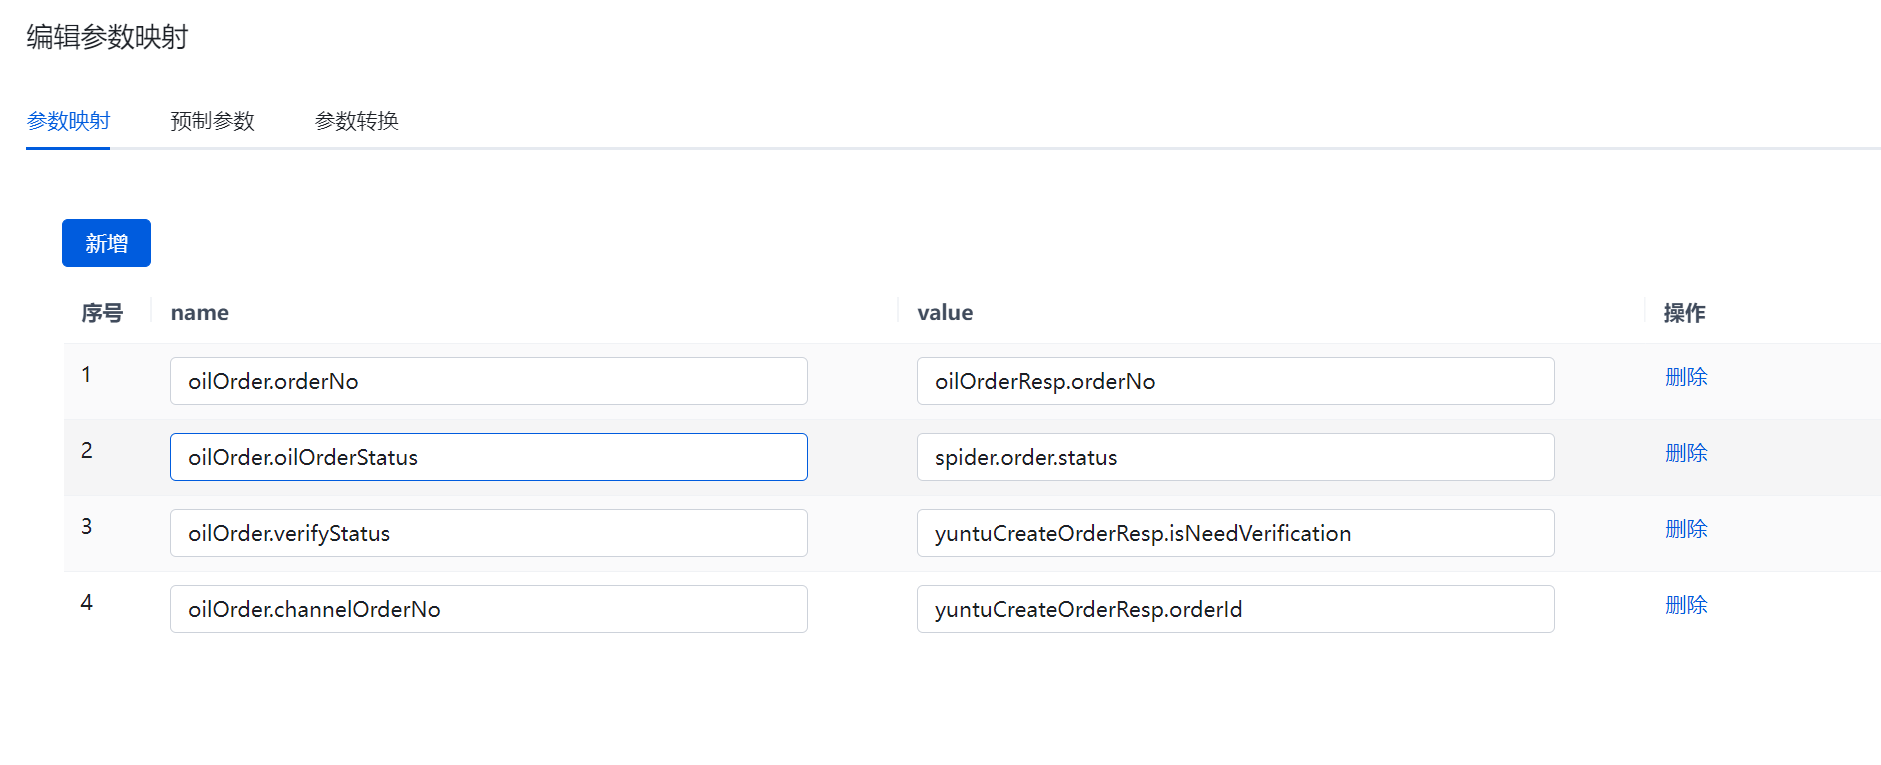 编辑参数映射
参数映射 预制参数 参数转换
新增
序号 name value 操作
1 oilOrder.orderNo oilOrderResp.orderNo 删除
2 oilOrder.oilOrderStatus spider.order.status 删除
3 oilOrder.verifyStatus yuntuCreateOrderResp.isNeedVerification 删除
4 oilOrder.channelOrderNo yuntuCreateOrderResp.orderId 删除